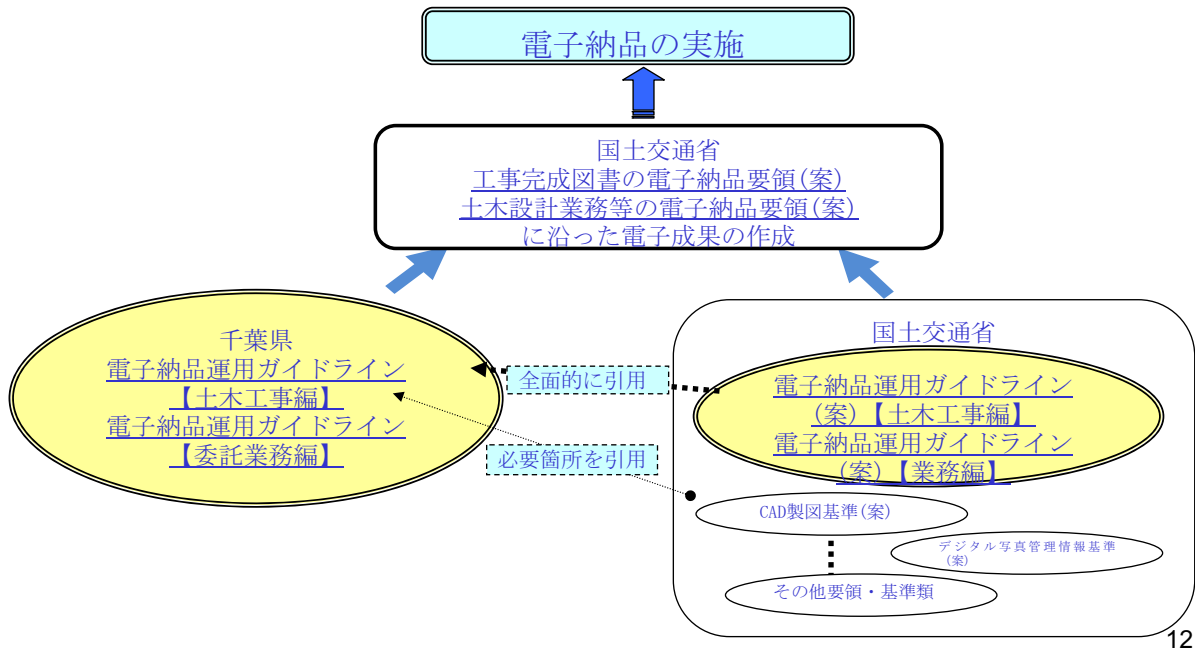 電子納品の実施
国土交通省
工事完成図書の電子納品要領(案)
土木設計業務等の電子納品要領(案)
に沿った電子成果の作成
千葉県
電子納品運用ガイドライン
【土木工事編】
電子納品運用ガイドライン
【委託業務編】
全面的に引用
必要箇所を引用
国土交通省
電子納品運用ガイドライン
(案)【土木工事編】
電子納品運用ガイドライン
(案)【業務編】
CAD製図基準(案)
デジタル写真管理情報基準
(案)
その他要領・基準類
12